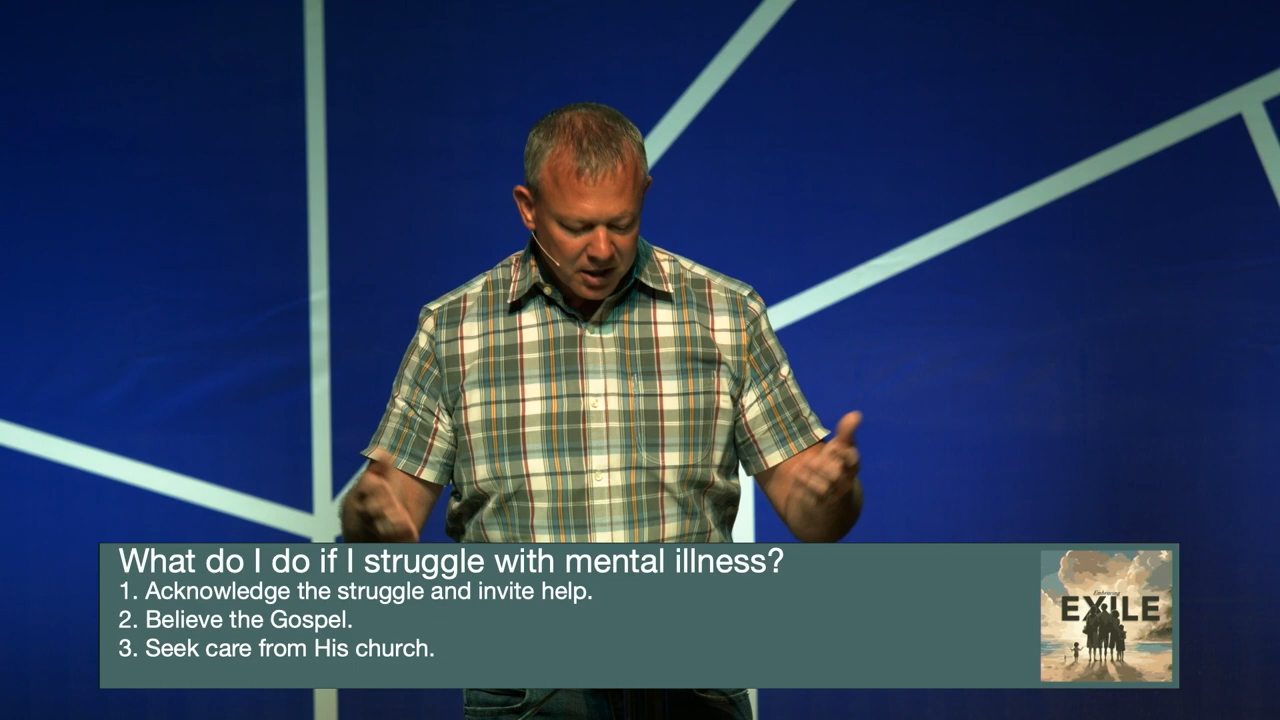 What do I do if I struggle with mental illness?
1. Acknowledge the struggle and invite help.
2. Believe the Gospel.
3. Seek care from His church.
Embracing
EXILE